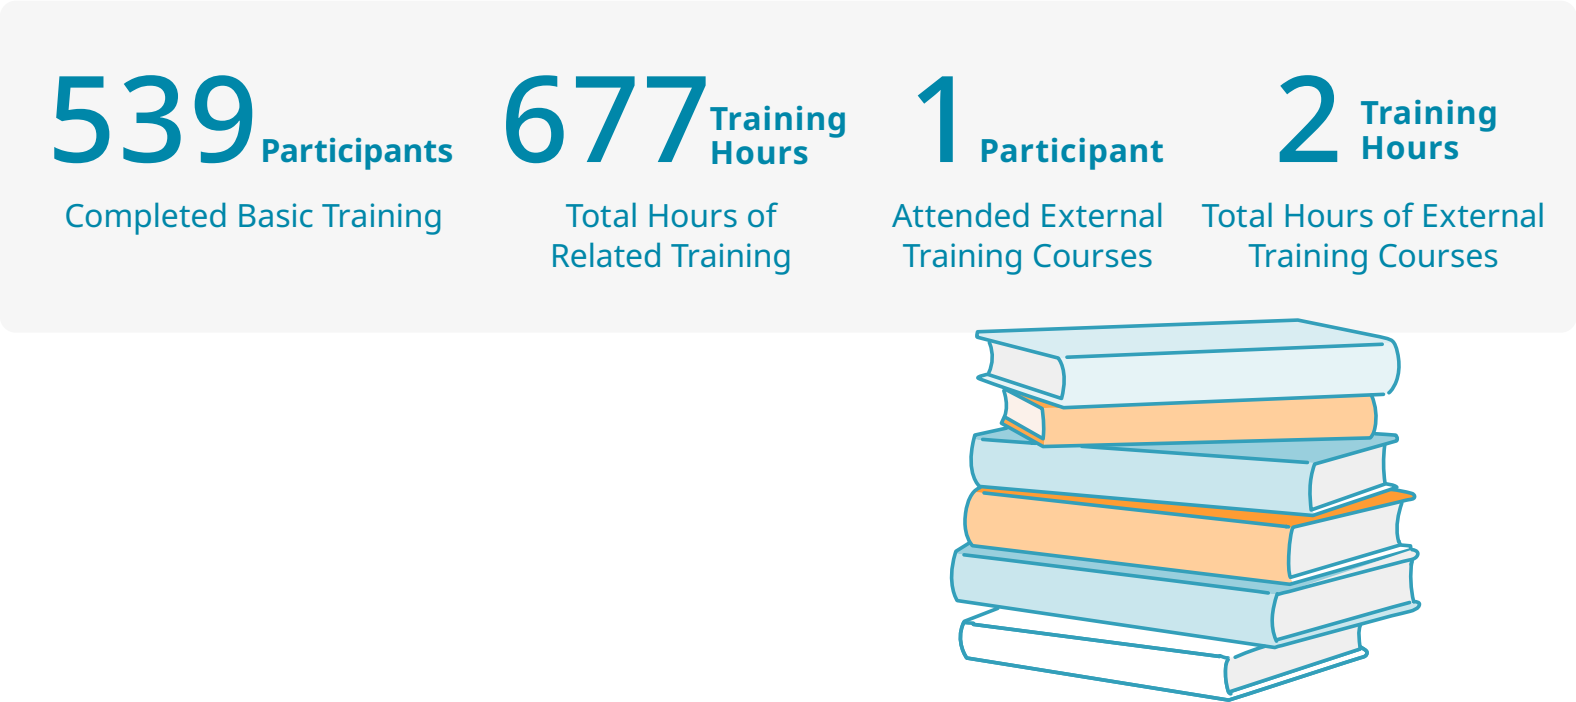 539 Participants
Completed Basic Training
677 Training
Hours
Total Hours of
Related Training
1 Participant
Attended External
Training Courses
2 Training
Hours
Total Hours of External
Training Courses